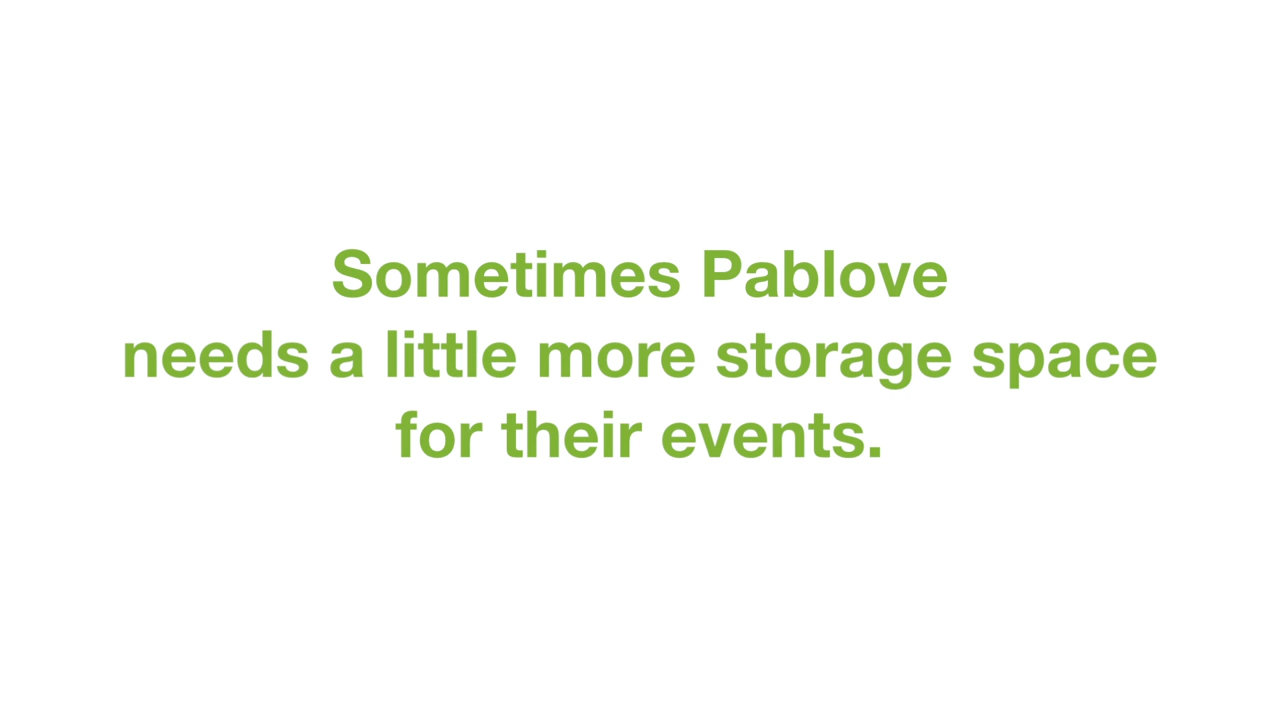 Sometimes Pablove
needs a little more storage space
for their events.